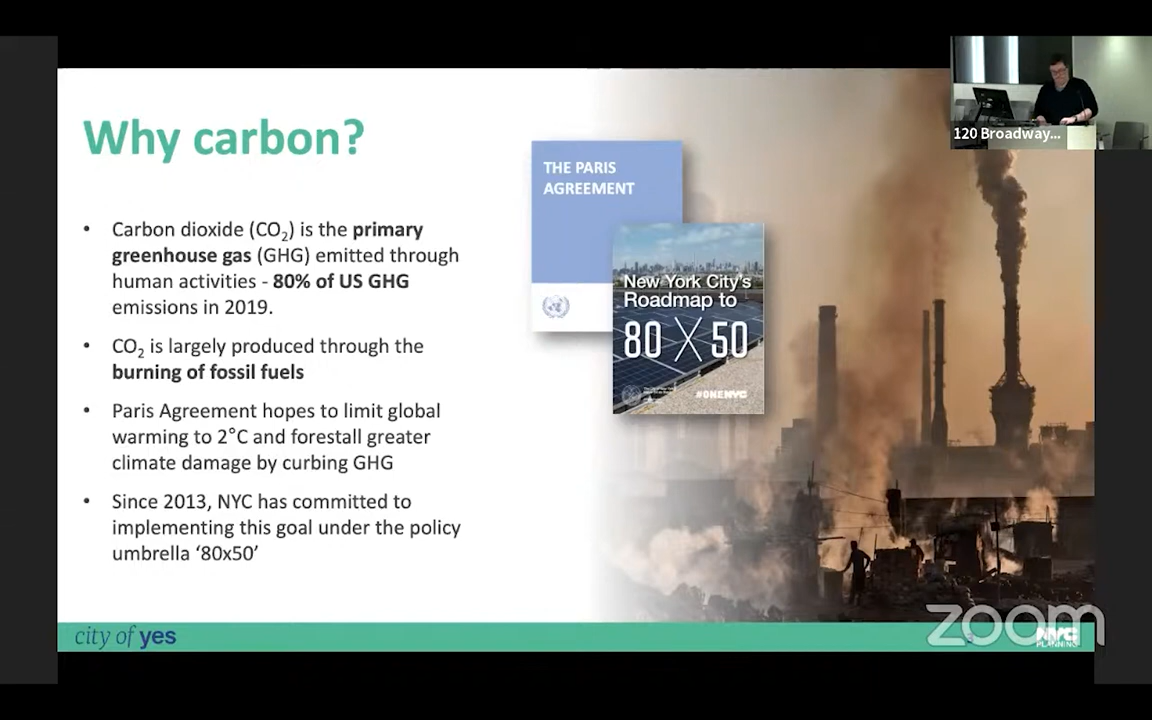 Why carbon?
• Carbon dioxide (CO2) is the primary
greenhouse gas (GHG) emitted through
human activities - 80% of US GHG
emissions in 2019.
• CO2 is largely produced through the
burning of fossil fuels
• Paris Agreement hopes to limit global
warming to 2°C and forestall greater
climate damage by curbing GHG
• Since 2013, NYC has committed to
implementing this goal under the policy
umbrella ‘80x50’
THE PARIS
AGREEMENT
New York City's
Roadmap to
80 X 50
#ONENYC
120 Broadway...
city of yes
zoom
3
NYC
PLANNING